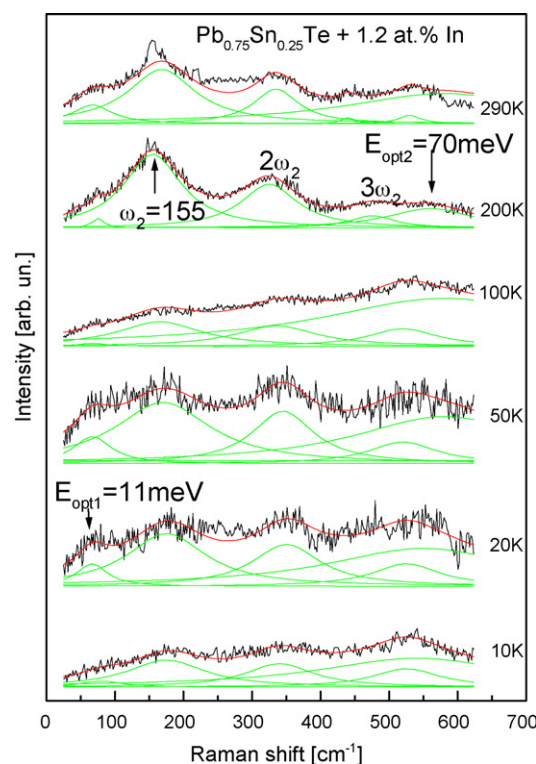 Pb0.75Sn0.25Te + 1.2 at.% In
290K
Eopt2=70meV
2ω2
3ω2
ω2=155
200K
100K
50K
Eopt1=11meV
20K
10K
Intensity [arb. un.]
0 100 200 300 400 500 600 700
Raman shift [cm-1]